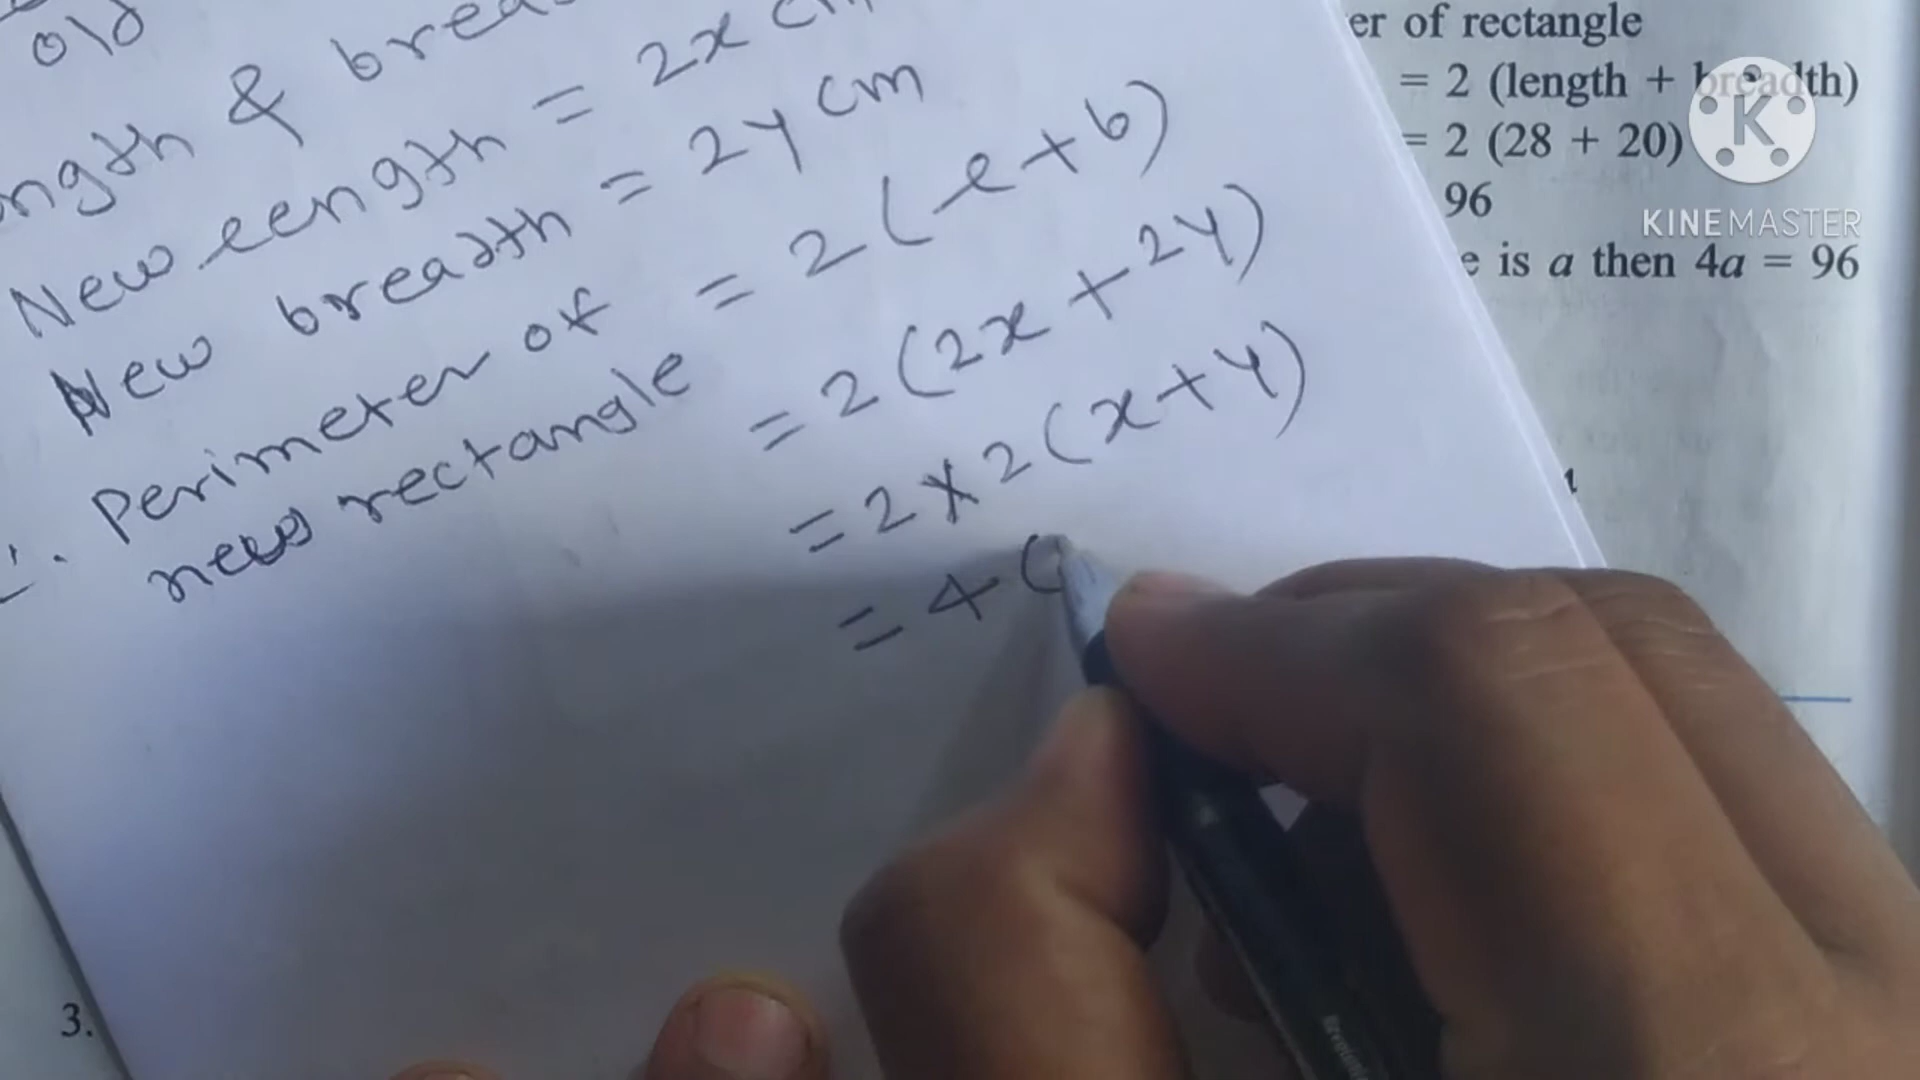 old
ngth & brea
New length = 2x cm
New breadth = 2y cm
∴ Perimeter of = 2(l+b)
new rectangle
= 2(2x+2y)
= 2×2(x+y)
= 4(
er of rectangle
= 2 (length + breadth)
= 2 (28 + 20)
96
e is a then 4a = 96
K
KINEMASTER
3.